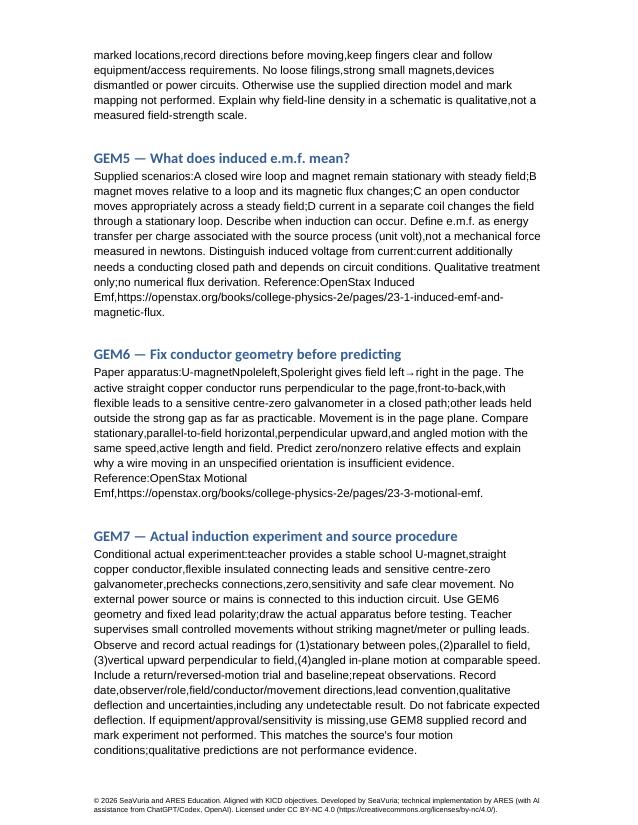 marked locations,record directions before moving,keep fingers clear and follow
equipment/access requirements. No loose filings,strong small magnets,devices
dismantled or power circuits. Otherwise use the supplied direction model and mark
mapping not performed. Explain why field-line density in a schematic is qualitative,not a
measured field-strength scale.
GEM5 — What does induced e.m.f. mean?
Supplied scenarios:A closed wire loop and magnet remain stationary with steady field;B
magnet moves relative to a loop and its magnetic flux changes;C an open conductor
moves appropriately across a steady field;D current in a separate coil changes the field
through a stationary loop. Describe when induction can occur. Define e.m.f. as energy
transfer per charge associated with the source process (unit volt),not a mechanical force
measured in newtons. Distinguish induced voltage from current:current additionally
needs a conducting closed path and depends on circuit conditions. Qualitative treatment
only;no numerical flux derivation. Reference:OpenStax Induced
Emf,https://openstax.org/books/college-physics-2e/pages/23-1-induced-emf-and-
magnetic-flux.
GEM6 — Fix conductor geometry before predicting
Paper apparatus:U-magnetNpoleleft,Spoleright gives field left→right in the page. The
active straight copper conductor runs perpendicular to the page,front-to-back,with
flexible leads to a sensitive centre-zero galvanometer in a closed path;other leads held
outside the strong gap as far as practicable. Movement is in the page plane. Compare
stationary,parallel-to-field horizontal,perpendicular upward,and angled motion with the
same speed,active length and field. Predict zero/nonzero relative effects and explain
why a wire moving in an unspecified orientation is insufficient evidence.
Reference:OpenStax Motional
Emf,https://openstax.org/books/college-physics-2e/pages/23-3-motional-emf.
GEM7 — Actual induction experiment and source procedure
Conditional actual experiment:teacher provides a stable school U-magnet,straight
copper conductor,flexible insulated connecting leads and sensitive centre-zero
galvanometer,prechecks connections,zero,sensitivity and safe clear movement. No
external power source or mains is connected to this induction circuit. Use GEM6
geometry and fixed lead polarity;draw the actual apparatus before testing. Teacher
supervises small controlled movements without striking magnet/meter or pulling leads.
Observe and record actual readings for (1)stationary between poles,(2)parallel to field,
(3)vertical upward perpendicular to field,(4)angled in-plane motion at comparable speed.
Include a return/reversed-motion trial and baseline;repeat observations. Record
date,observer/role,field/conductor/movement directions,lead convention,qualitative
deflection and uncertainties,including any undetectable result. Do not fabricate expected
deflection. If equipment/approval/sensitivity is missing,use GEM8 supplied record and
mark experiment not performed. This matches the source's four motion
conditions;qualitative predictions are not performance evidence.
© 2026 SeaVuria and ARES Education. Aligned with KICD objectives. Developed by SeaVuria; technical implementation by ARES (with AI
assistance from ChatGPT/Codex, OpenAI). Licensed under CC BY-NC 4.0 (https://creativecommons.org/licenses/by-nc/4.0/).